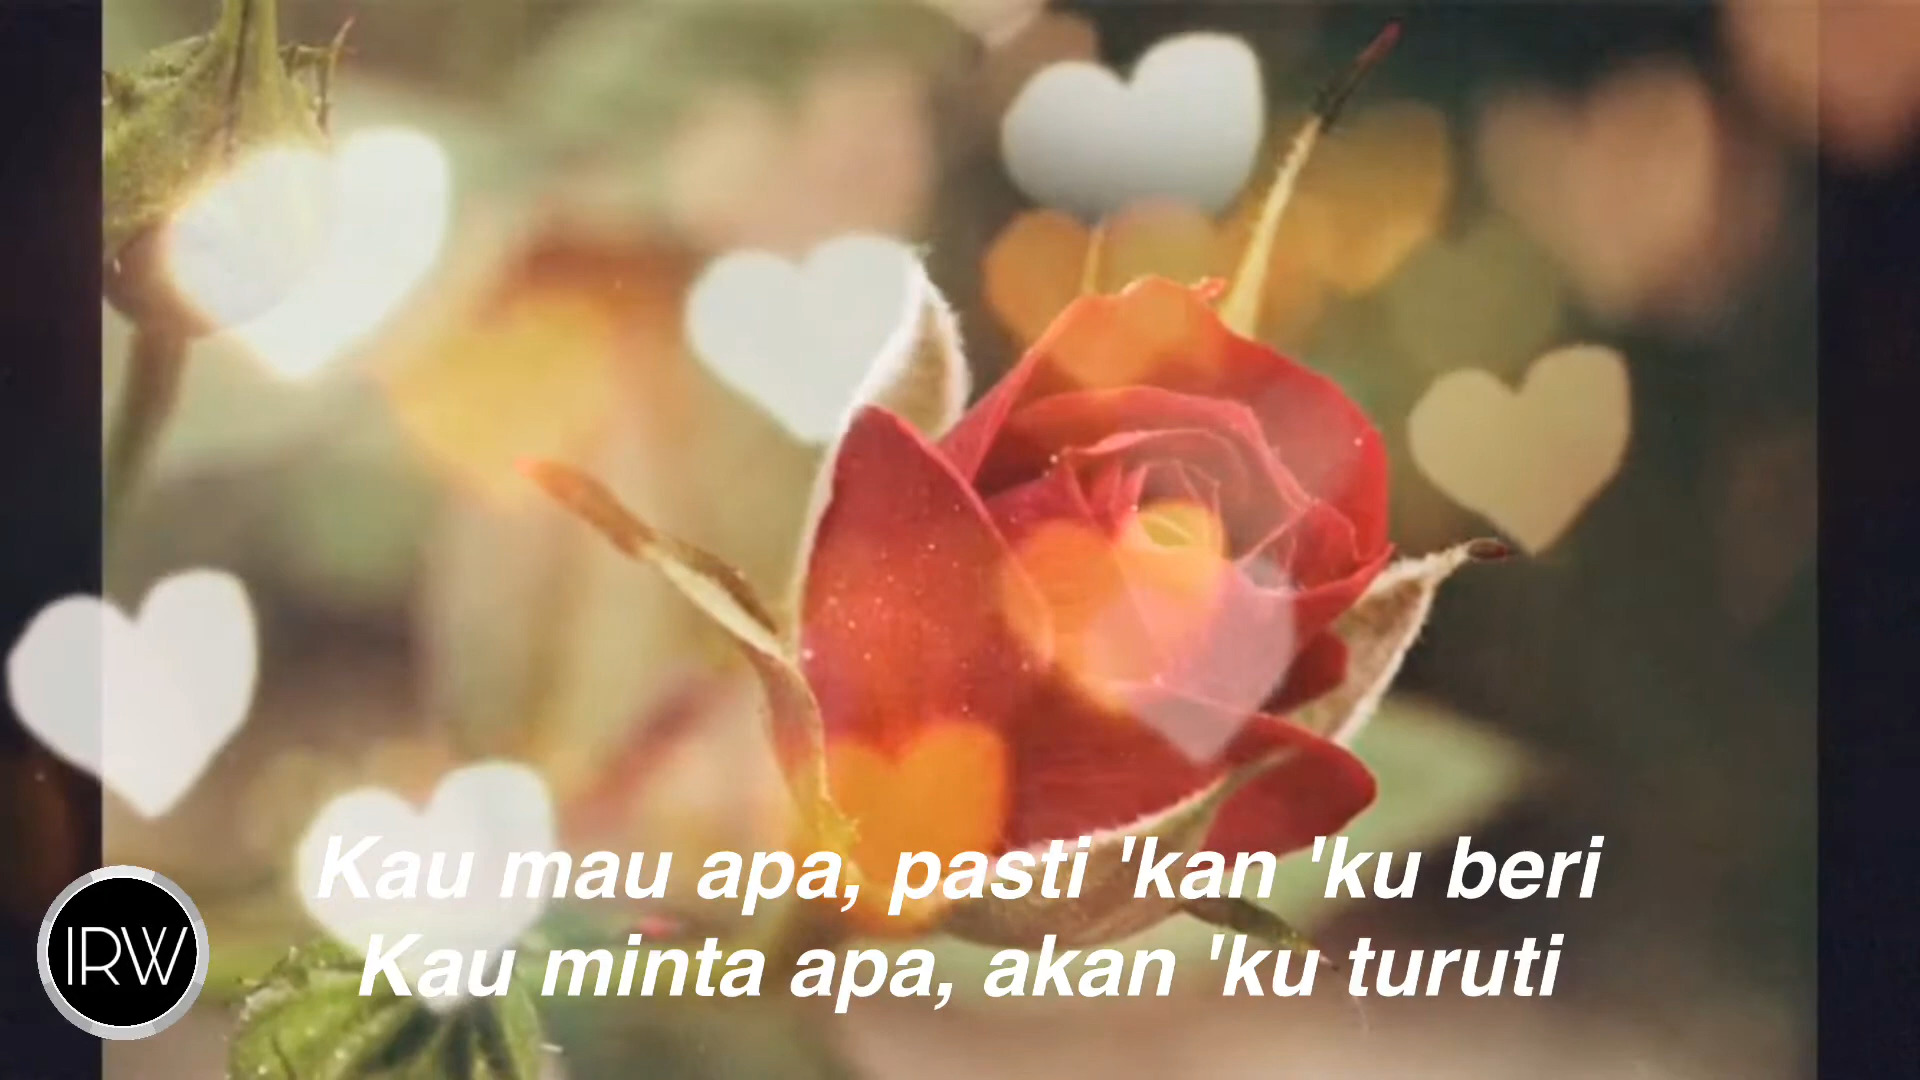 Kau mau apa, pasti 'kan 'ku beri
Kau minta apa, akan 'ku turuti
IRW